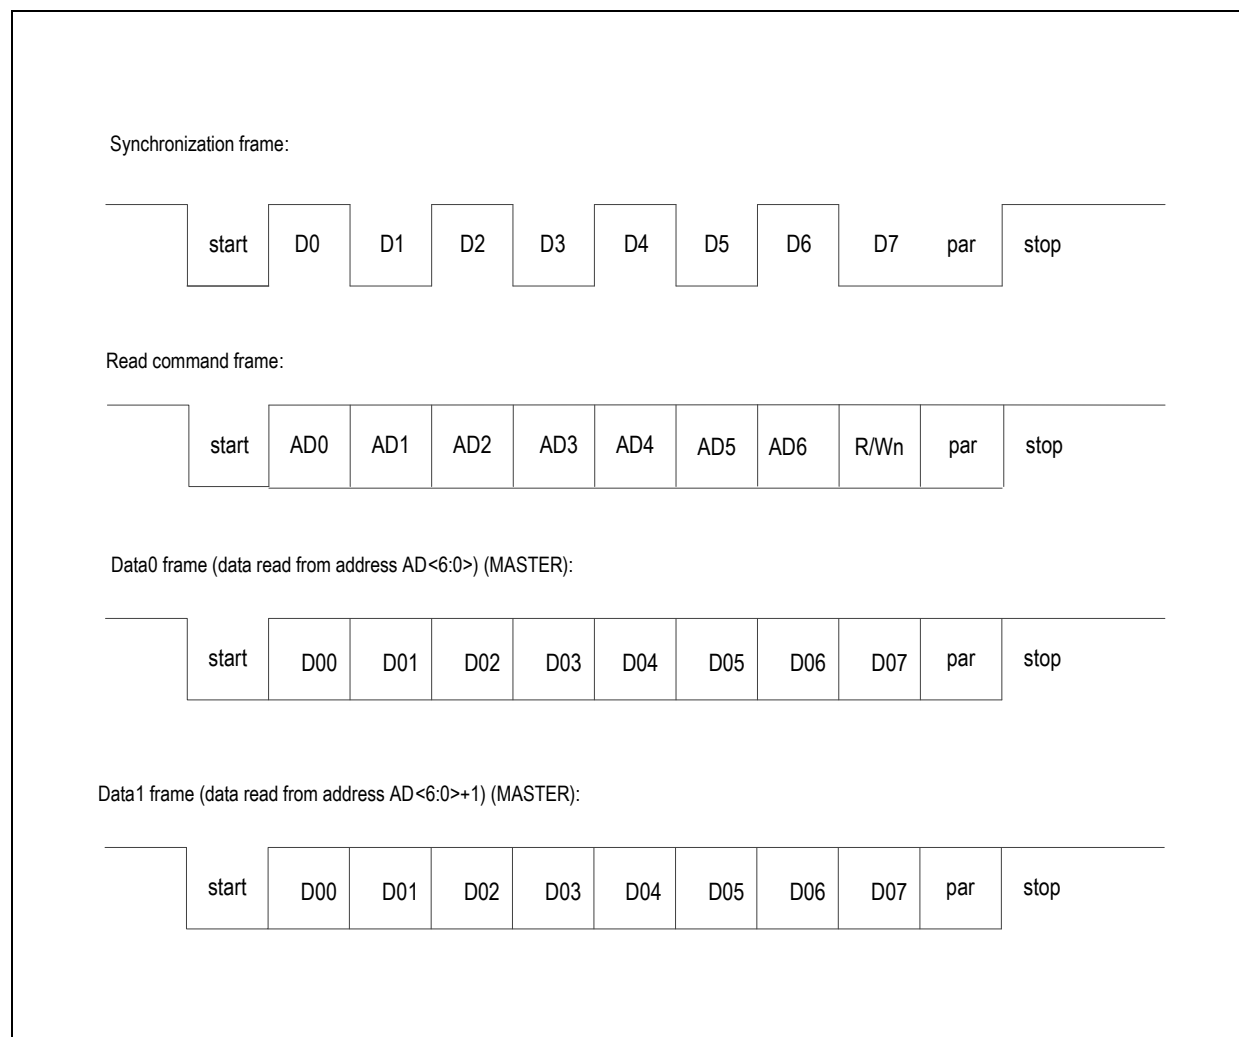 Synchronization frame:
start D0 D1 D2 D3 D4 D5 D6 D7 par stop
Read command frame:
start AD0 AD1 AD2 AD3 AD4 AD5 AD6 R/Wn par stop
Data0 frame (data read from address AD<6:0>) (MASTER):
start D00 D01 D02 D03 D04 D05 D06 D07 par stop
Data1 frame (data read from address AD<6:0>+1) (MASTER):
start D00 D01 D02 D03 D04 D05 D06 D07 par stop